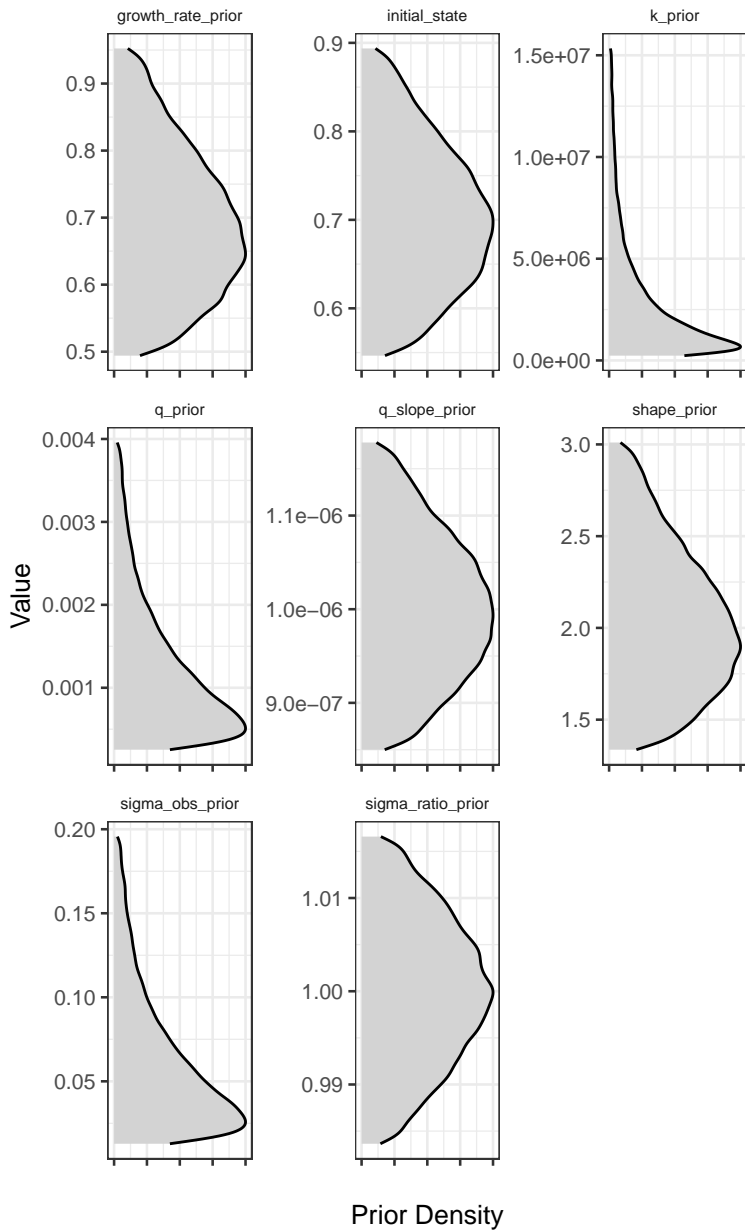 growth_rate_prior
initial_state
k_prior
0.9
0.8
0.7
0.6
0.5
0.9
0.8
0.7
0.6
1.5e+07
1.0e+07
5.0e+06
0.0e+00
q_prior
q_slope_prior
shape_prior
Value
0.004
0.003
0.002
0.001
1.1e−06
1.0e−06
9.0e−07
3.0
2.5
2.0
1.5
sigma_obs_prior
sigma_ratio_prior
0.20
0.15
0.10
0.05
1.01
1.00
0.99
Prior Density